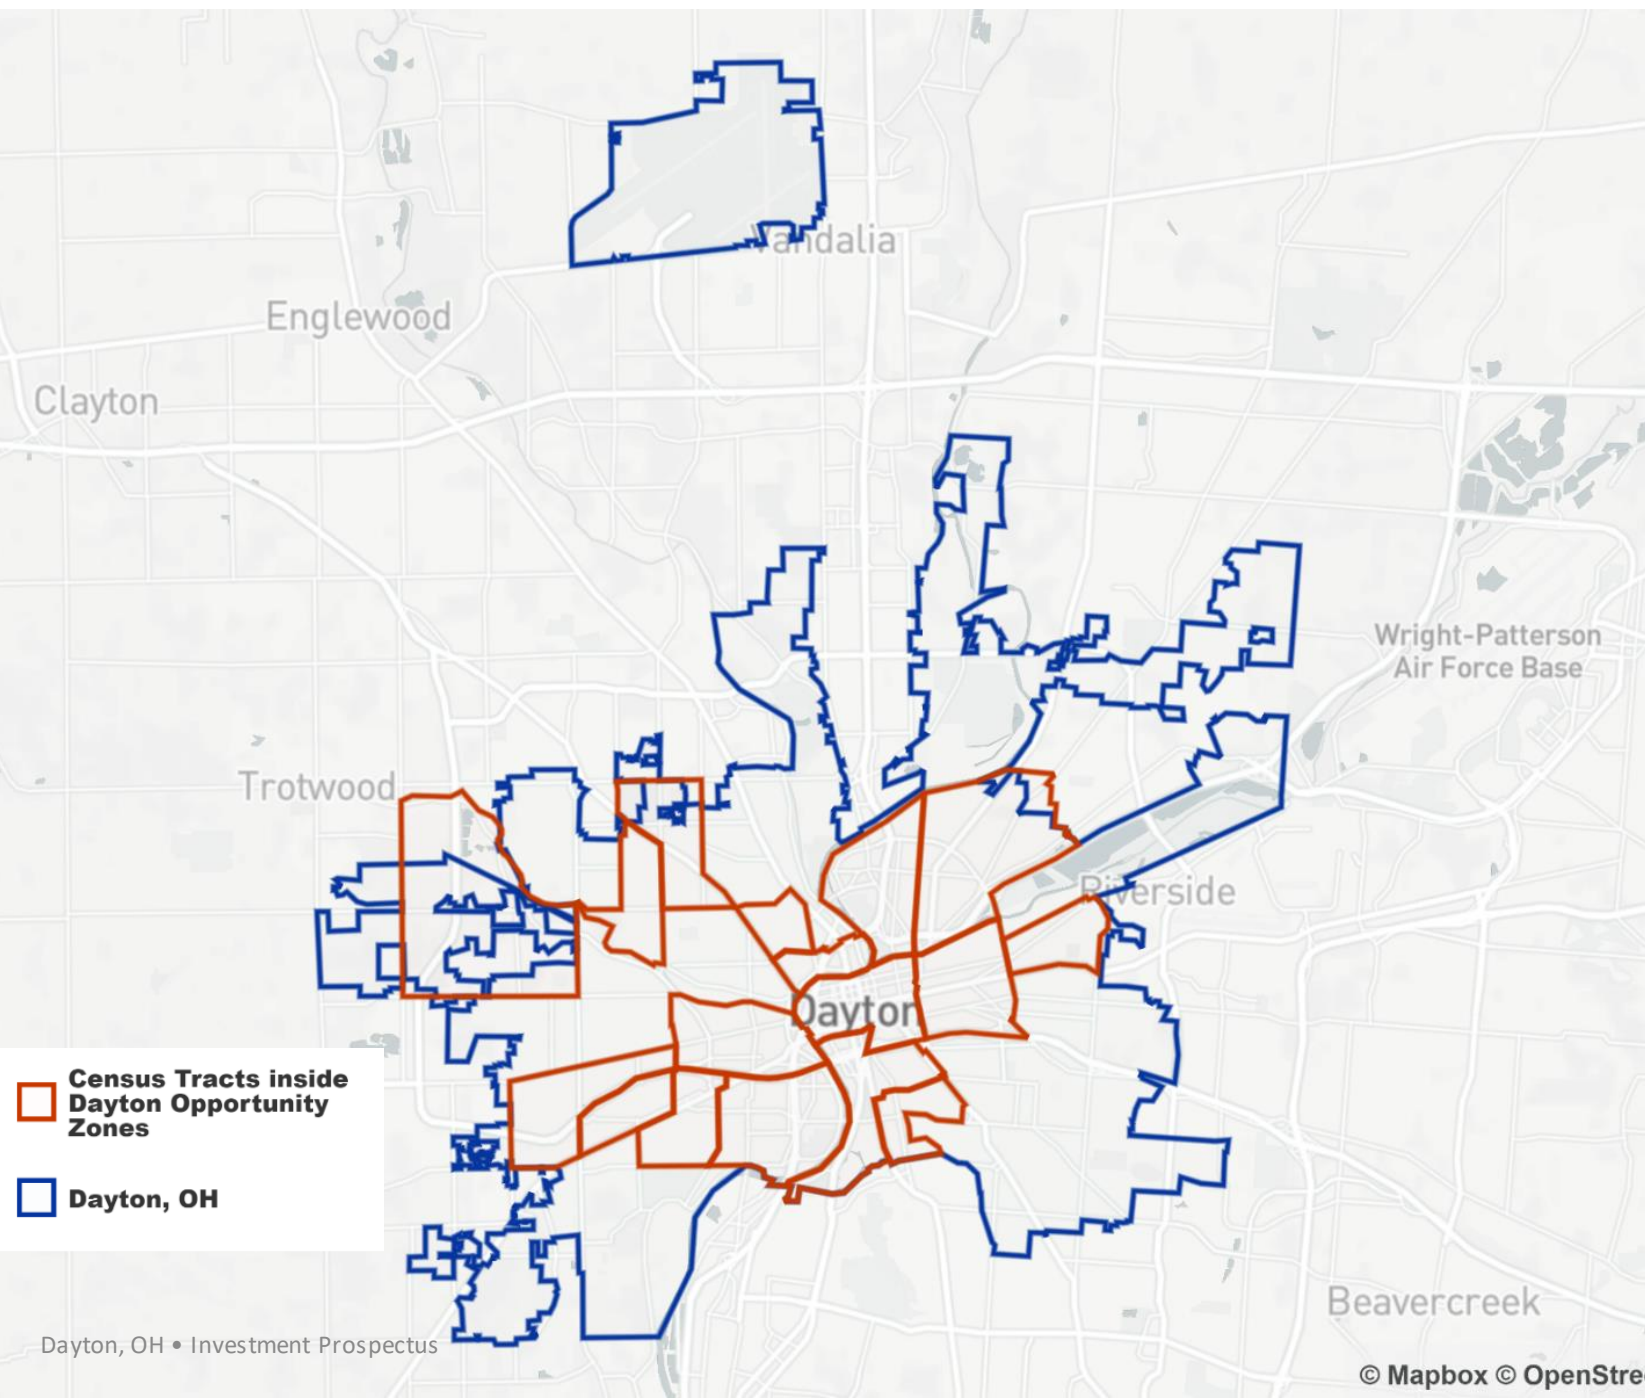 Vandalia
Englewood
Clayton
Wright-Patterson
Air Force Base
Trotwood
Riverside
Dayton
Census Tracts inside
Dayton Opportunity
Zones
Dayton, OH
Beavercreek
Dayton, OH • Investment Prospectus
© Mapbox © OpenStre